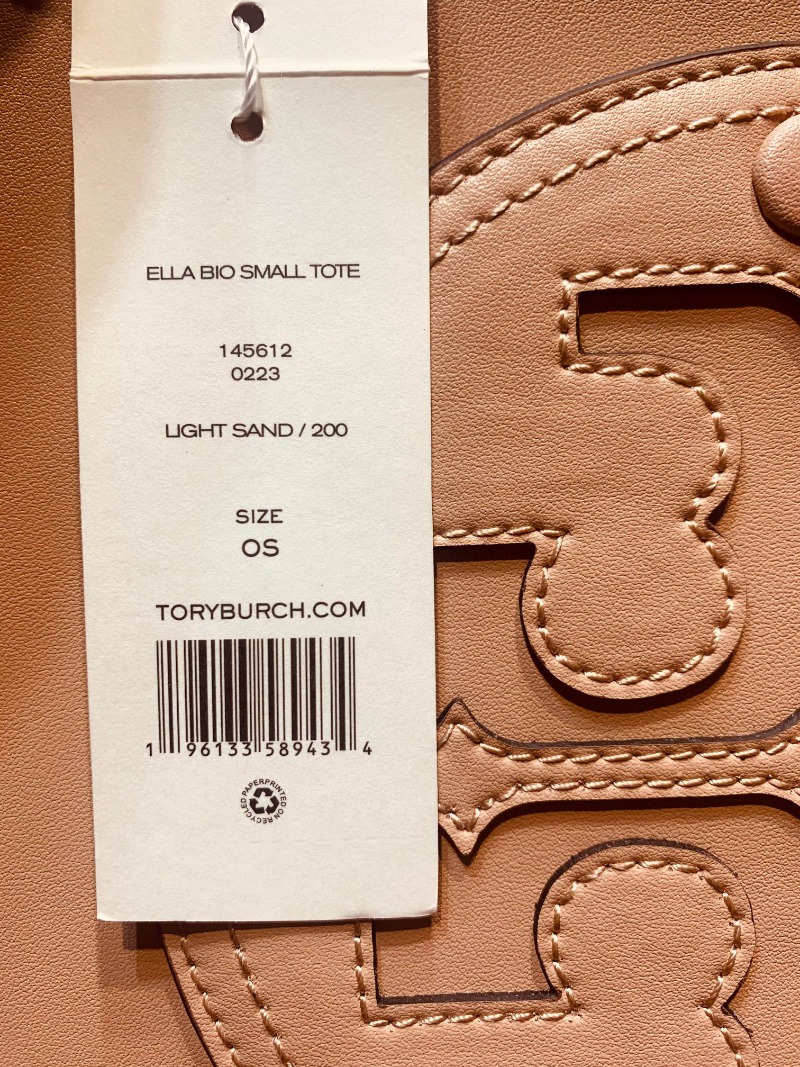 ELLA BIO SMALL TOTE
145612
0223
LIGHT SAND / 200
SIZE
OS
TORYBURCH.COM
1 96133 58943 4
PRINTED ON RECYCLED PAPER